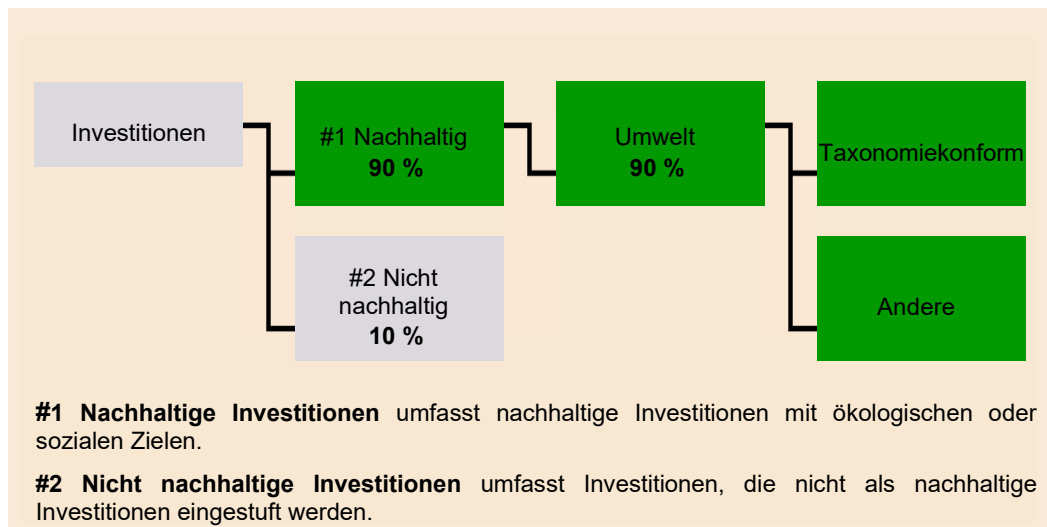 Investitionen
#1 Nachhaltig
90 %
Umwelt
90 %
Taxonomiekonform
#2 Nicht
nachhaltig
10 %
Andere
#1 Nachhaltige Investitionen umfasst nachhaltige Investitionen mit ökologischen oder
sozialen Zielen.
#2 Nicht nachhaltige Investitionen umfasst Investitionen, die nicht als nachhaltige
Investitionen eingestuft werden.